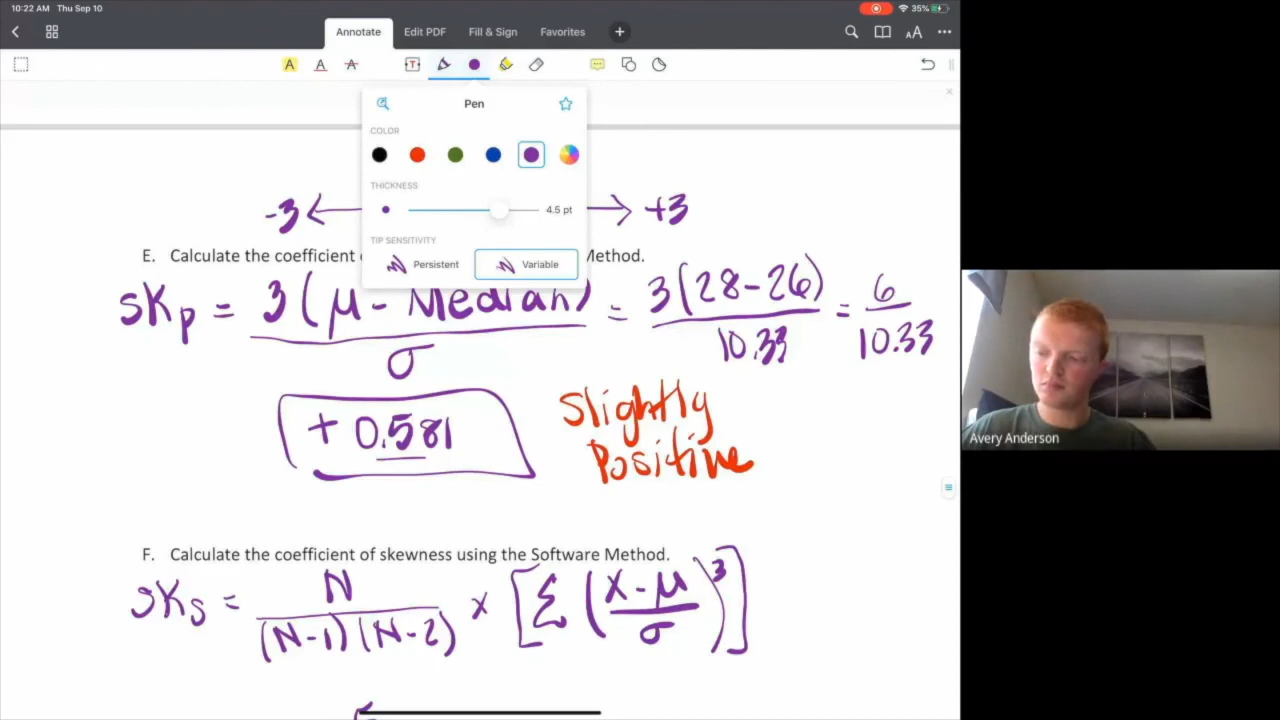 10:22 AM Thu Sep 10
35%
Annotate Edit PDF Fill & Sign Favorites
AA
A A A T
Pen
COLOR
THICKNESS
4.5 pt
TIP SENSITIVITY
Persistent Variable
-3 +3
E. Calculate the coefficient Method.
SKp = 3(μ - Median) / σ = 3(28-26) / 10.33 = 6 / 10.33
+ 0.581
Slightly
Positive
F. Calculate the coefficient of skewness using the Software Method.
SKs = N / (N-1)(N-2) × [Σ (X-μ / σ)³]
Avery Anderson